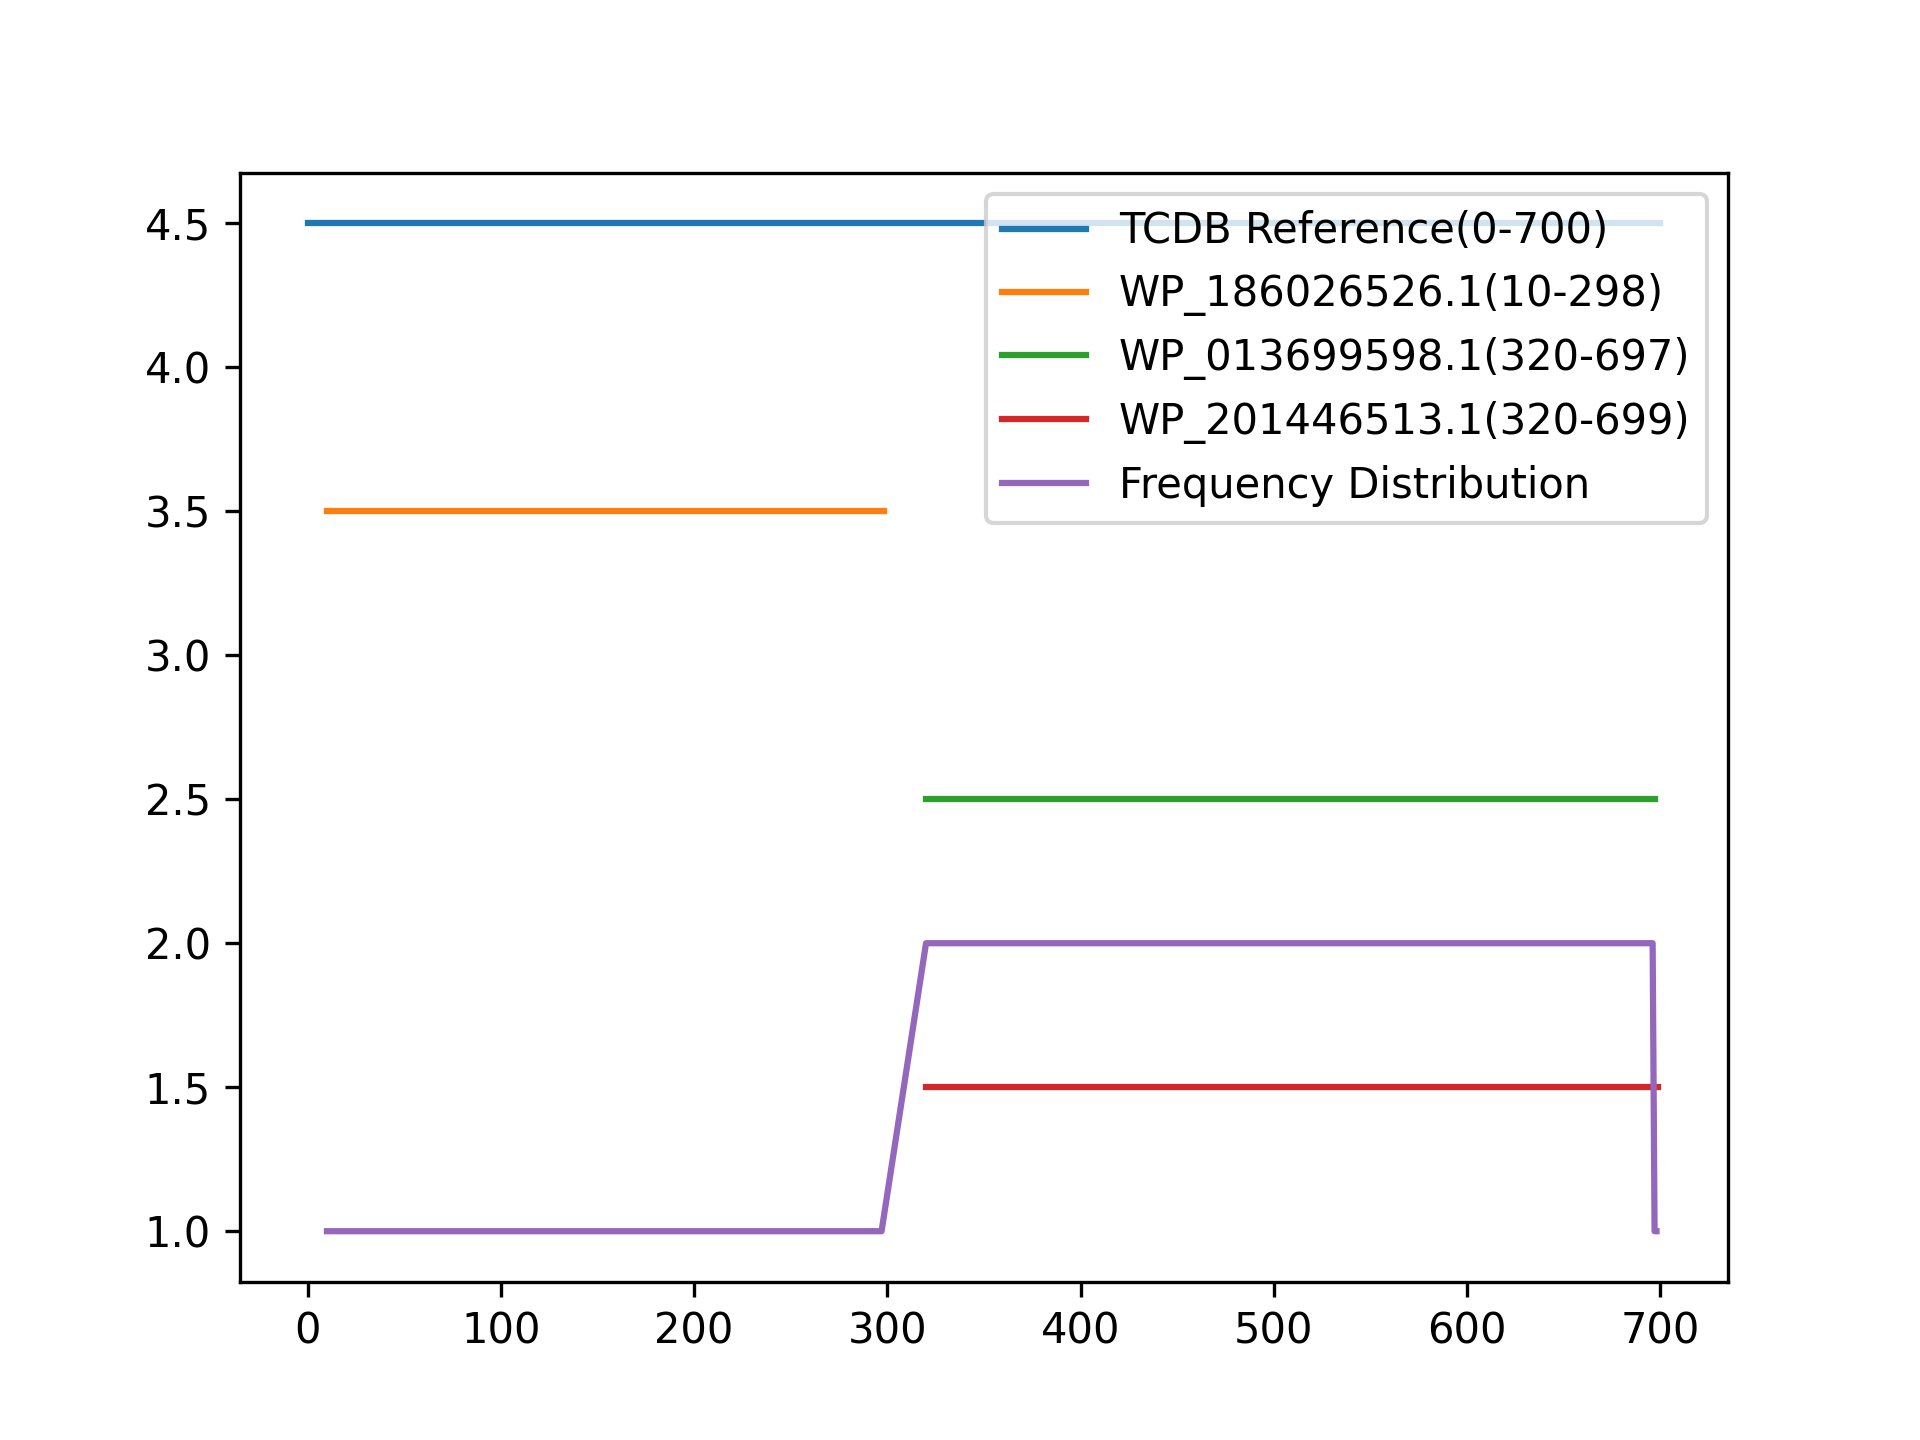 TCDB Reference(0-700)
WP_186026526.1(10-298)
WP_013699598.1(320-697)
WP_201446513.1(320-699)
Frequency Distribution
4.5
4.0
3.5
3.0
2.5
2.0
1.5
1.0
0 100 200 300 400 500 600 700